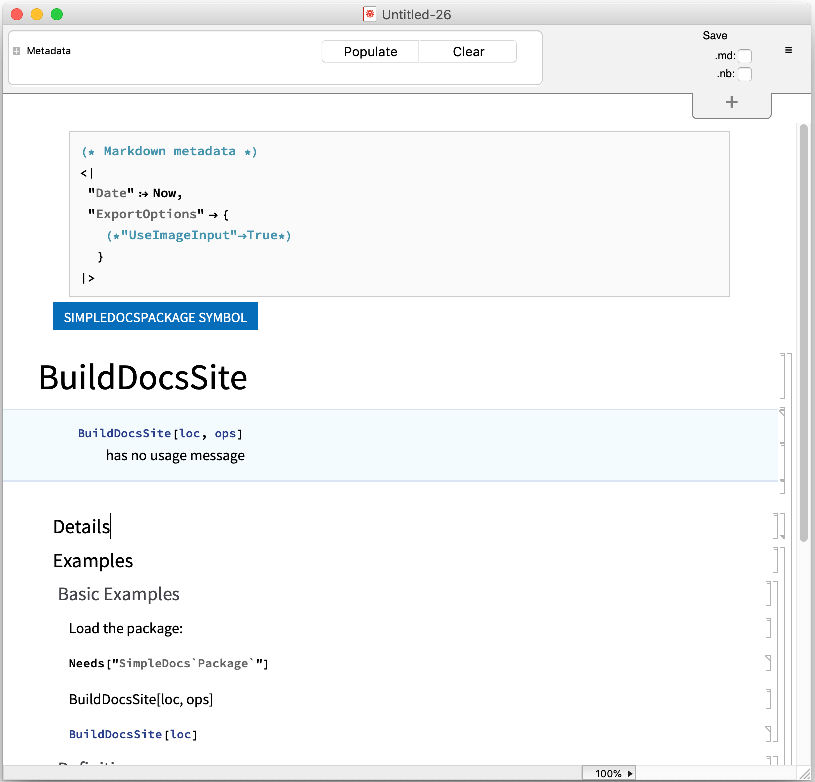 Untitled-26
Metadata
Populate
Clear
Save
.md:
.nb:
+
(* Markdown metadata *)
<|
"Date" :→ Now,
"ExportOptions" → {
(*"UseImageInput"→True*)
}
|>
SIMPLEDOCSPACKAGE SYMBOL
BuildDocsSite
BuildDocsSite[loc, ops]
has no usage message
Details
Examples
Basic Examples
Load the package:
Needs["SimpleDocs`Package`"]
BuildDocsSite[loc, ops]
BuildDocsSite[loc]
100%